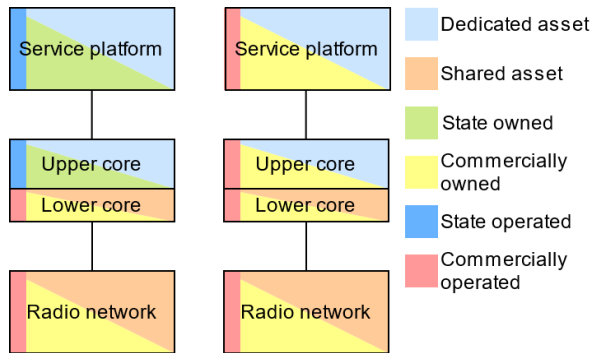 Service platform
Upper core
Lower core
Radio network
Service platform
Upper core
Lower core
Radio network
Dedicated asset
Shared asset
State owned
Commercially
owned
State operated
Commercially
operated